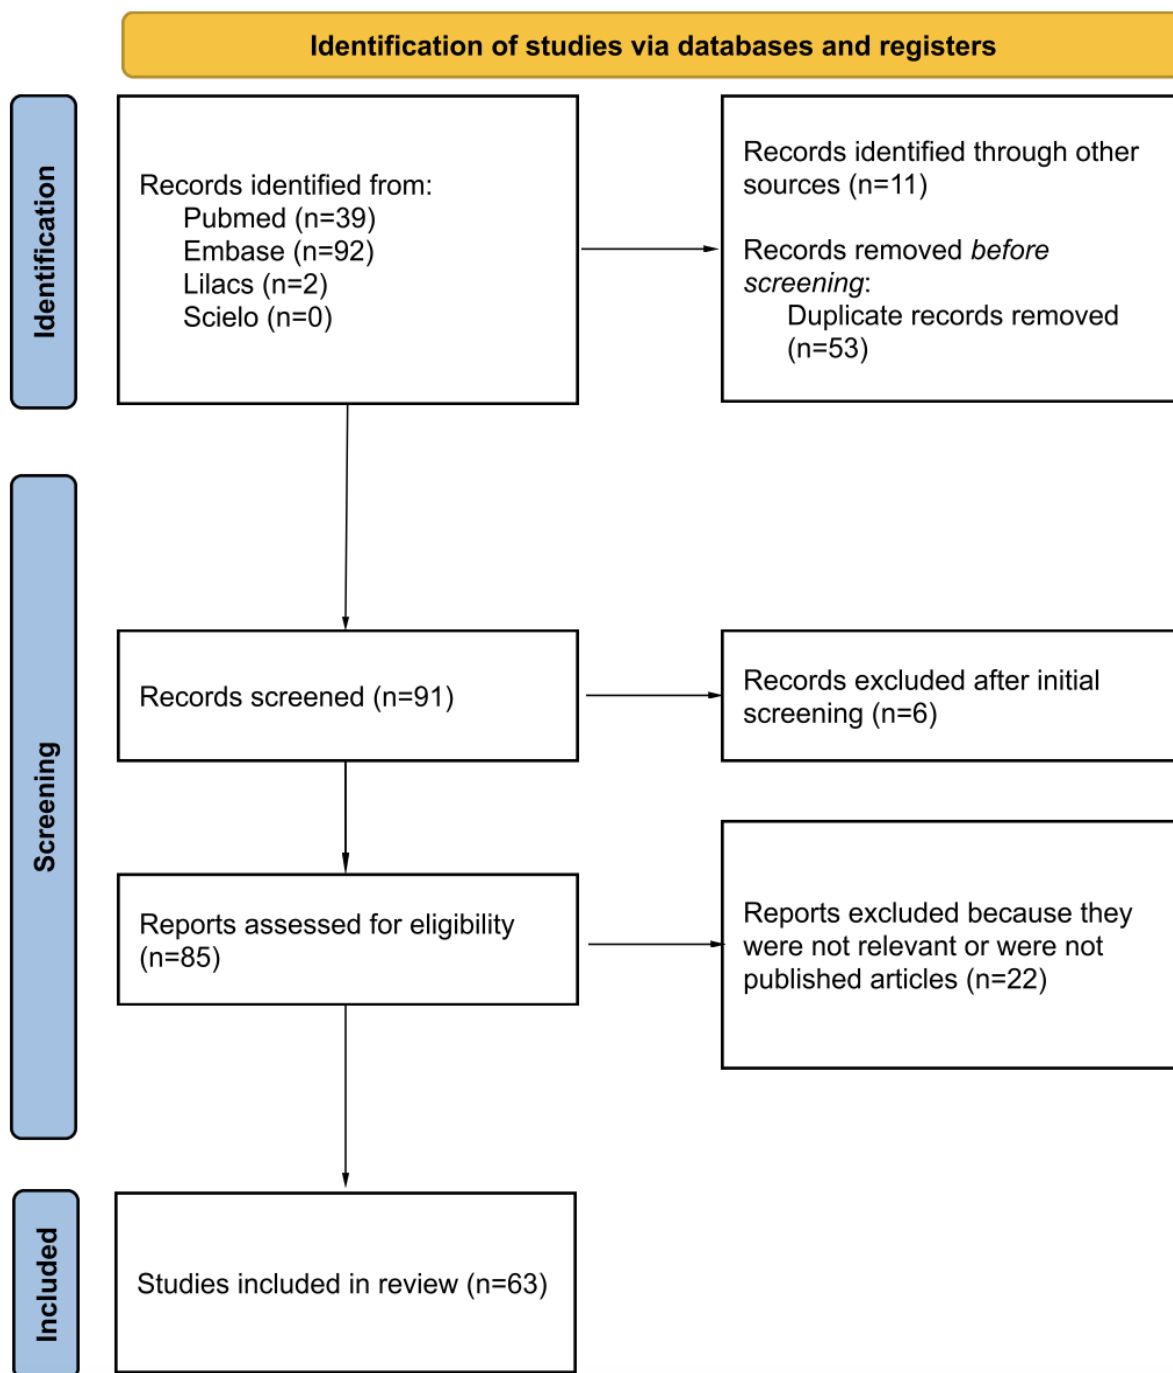 Identification of studies via databases and registers
Identification
Records identified from:
Pubmed (n=39)
Embase (n=92)
Lilacs (n=2)
Scielo (n=0)
Records identified through other
sources (n=11)
Records removed before
screening:
Duplicate records removed
(n=53)
Screening
Records screened (n=91)
Records excluded after initial
screening (n=6)
Reports assessed for eligibility
(n=85)
Reports excluded because they
were not relevant or were not
published articles (n=22)
Included
Studies included in review (n=63)